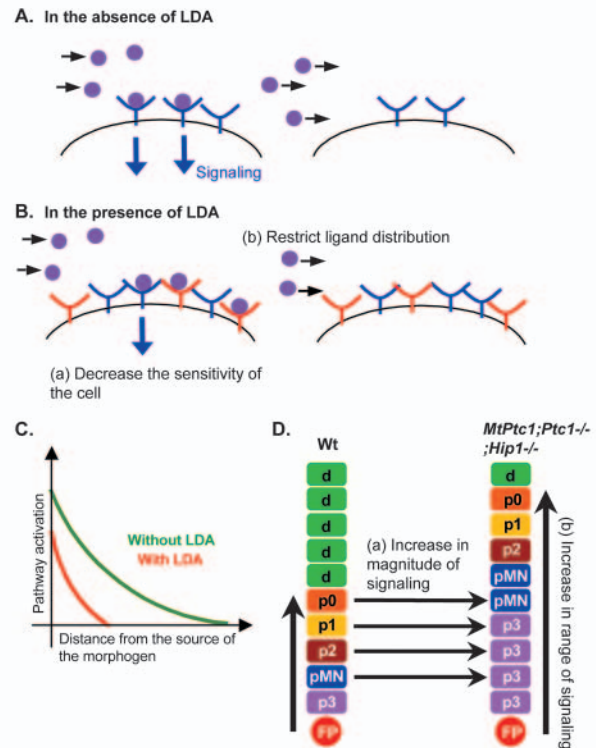 A. In the absence of LDA
Signaling
B. In the presence of LDA
(b) Restrict ligand distribution
(a) Decrease the sensitivity of
the cell
C.
Pathway activation
Without LDA
With LDA
Distance from the source of
the morphogen
D.
Wt
d
d
d
d
d
p0
p1
p2
pMN
p3
FP
(a) Increase in
magnitude of
signaling
MtPtc1;Ptc1-/-
;Hip1-/-
d
p0
p1
p2
pMN
pMN
p3
p3
p3
p3
FP
(b) Increase in range of signaling